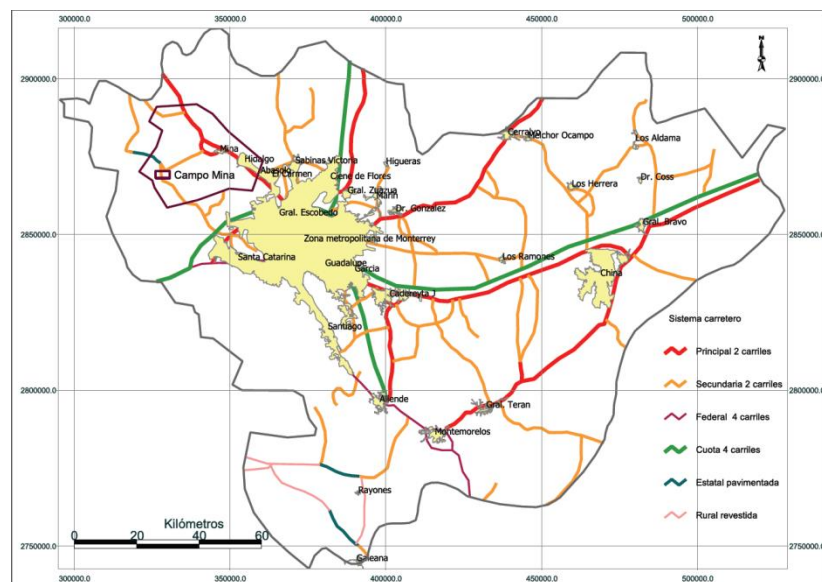 300000.0 350000.0 400000.0 450000.0 500000.0
N
2900000.0 2900000.0
Cerralvo
Melchor Ocampo
Los Aldama
Mina
Hidalgo
Sabinas Victoria
Higueras
Abasolo
El Carmen
Ciene de Flores
Campo Mina
Gral. Zuazua
Marín
Los Herrera
Dr. Coss
Gral. Escobedo
Dr. González
Gral. Bravo
2850000.0 2850000.0
Zona metropolitana de Monterrey
Santa Catarina
Guadalupe
García
Los Ramones
China
Cadereyta J
Santiago
Sistema carretero
Principal 2 carriles
Secundaria 2 carriles
Federal 4 carriles
Cuota 4 carriles
Estatal pavimentada
Rural revestida
2800000.0 2800000.0
Allende
Gral. Teran
Montemorelos
Rayones
Kilómetros
0 20 40 60
2750000.0 2750000.0
Galeana
300000.0 350000.0 400000.0 450000.0 500000.0